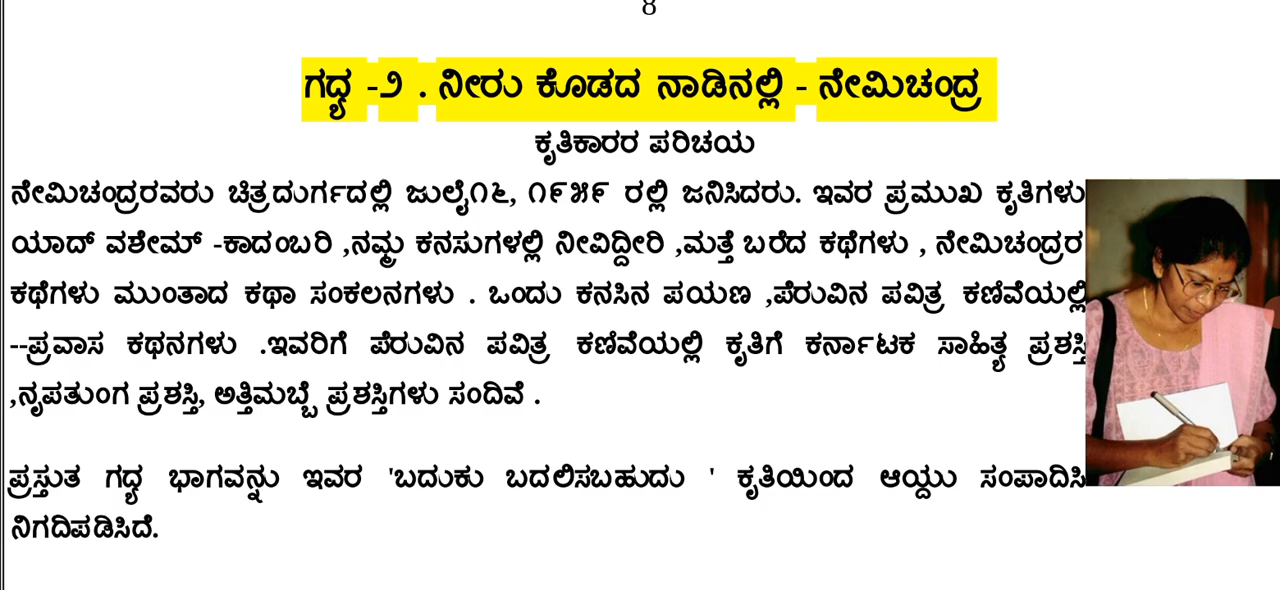 8
ಗದ್ಯ -೨ . ನೀರು ಕೊಡದ ನಾಡಿನಲ್ಲಿ - ನೇಮಿಚಂದ್ರ
ಕೃತಿಕಾರರ ಪರಿಚಯ
ನೇಮಿಚಂದ್ರರವರು ಚಿತ್ರದುರ್ಗದಲ್ಲಿ ಜುಲೈ೧೬, ೧೯೫೯ ರಲ್ಲಿ ಜನಿಸಿದರು. ಇವರ ಪ್ರಮುಖ ಕೃತಿಗಳು
ಯಾದ್ ವಶೇಮ್ -ಕಾದಂಬರಿ ,ನಮ್ಮ ಕನಸುಗಳಲ್ಲಿ ನೀವಿದ್ದೀರಿ ,ಮತ್ತೆ ಬರೆದ ಕಥೆಗಳು , ನೇಮಿಚಂದ್ರರ
ಕಥೆಗಳು ಮುಂತಾದ ಕಥಾ ಸಂಕಲನಗಳು . ಒಂದು ಕನಸಿನ ಪಯಣ ,ಪೆರುವಿನ ಪವಿತ್ರ ಕಣಿವೆಯಲ್ಲಿ
--ಪ್ರವಾಸ ಕಥನಗಳು .ಇವರಿಗೆ ಪೆರುವಿನ ಪವಿತ್ರ ಕಣಿವೆಯಲ್ಲಿ ಕೃತಿಗೆ ಕರ್ನಾಟಕ ಸಾಹಿತ್ಯ ಪ್ರಶಸ್ತಿ
,ನೃಪತುಂಗ ಪ್ರಶಸ್ತಿ, ಅತ್ತಿಮಬ್ಬೆ ಪ್ರಶಸ್ತಿಗಳು ಸಂದಿವೆ .
ಪ್ರಸ್ತುತ ಗದ್ಯ ಭಾಗವನ್ನು ಇವರ 'ಬದುಕು ಬದಲಿಸಬಹುದು ' ಕೃತಿಯಿಂದ ಆಯ್ದು ಸಂಪಾದಿಸಿ
ನಿಗದಿಪಡಿಸಿದೆ.